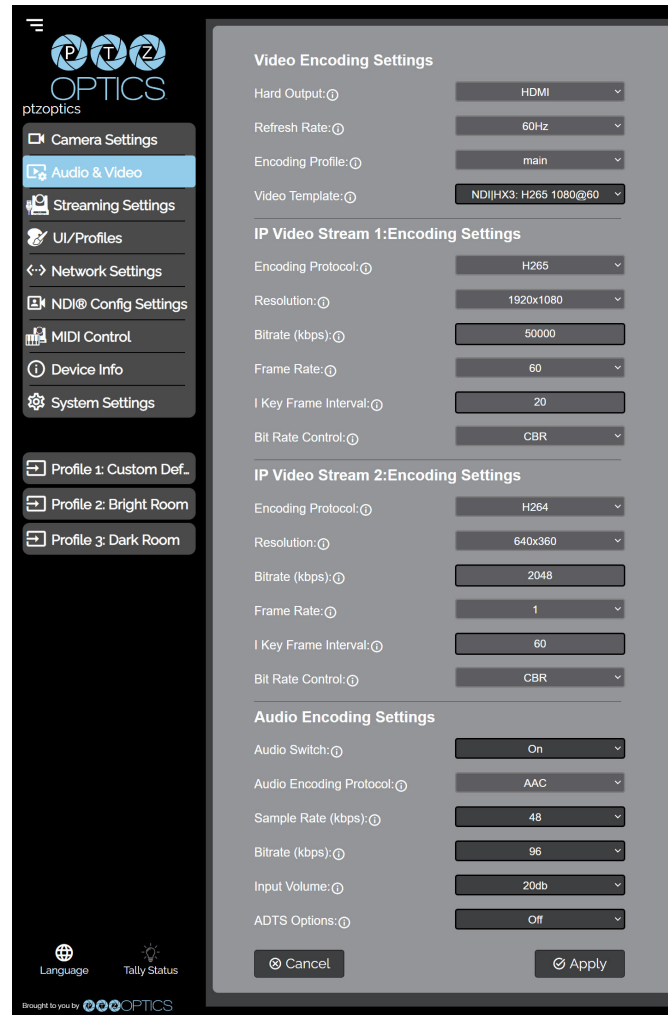 PTZ
OPTICS
ptzoptics
Camera Settings
Audio & Video
Streaming Settings
UI/Profiles
Network Settings
NDI® Config Settings
MIDI Control
Device Info
System Settings
Profile 1: Custom Def...
Profile 2: Bright Room
Profile 3: Dark Room
Language
Tally Status
Brought to you by PTZOPTICS
Video Encoding Settings
Hard Output: HDMI
Refresh Rate: 60Hz
Encoding Profile: main
Video Template: NDI|HX3: H265 1080@60
IP Video Stream 1:Encoding Settings
Encoding Protocol: H265
Resolution: 1920x1080
Bitrate (kbps): 50000
Frame Rate: 60
I Key Frame Interval: 20
Bit Rate Control: CBR
IP Video Stream 2:Encoding Settings
Encoding Protocol: H264
Resolution: 640x360
Bitrate (kbps): 2048
Frame Rate: 1
I Key Frame Interval: 60
Bit Rate Control: CBR
Audio Encoding Settings
Audio Switch: On
Audio Encoding Protocol: AAC
Sample Rate (kbps): 48
Bitrate (kbps): 96
Input Volume: 20db
ADTS Options: Off
Cancel
Apply